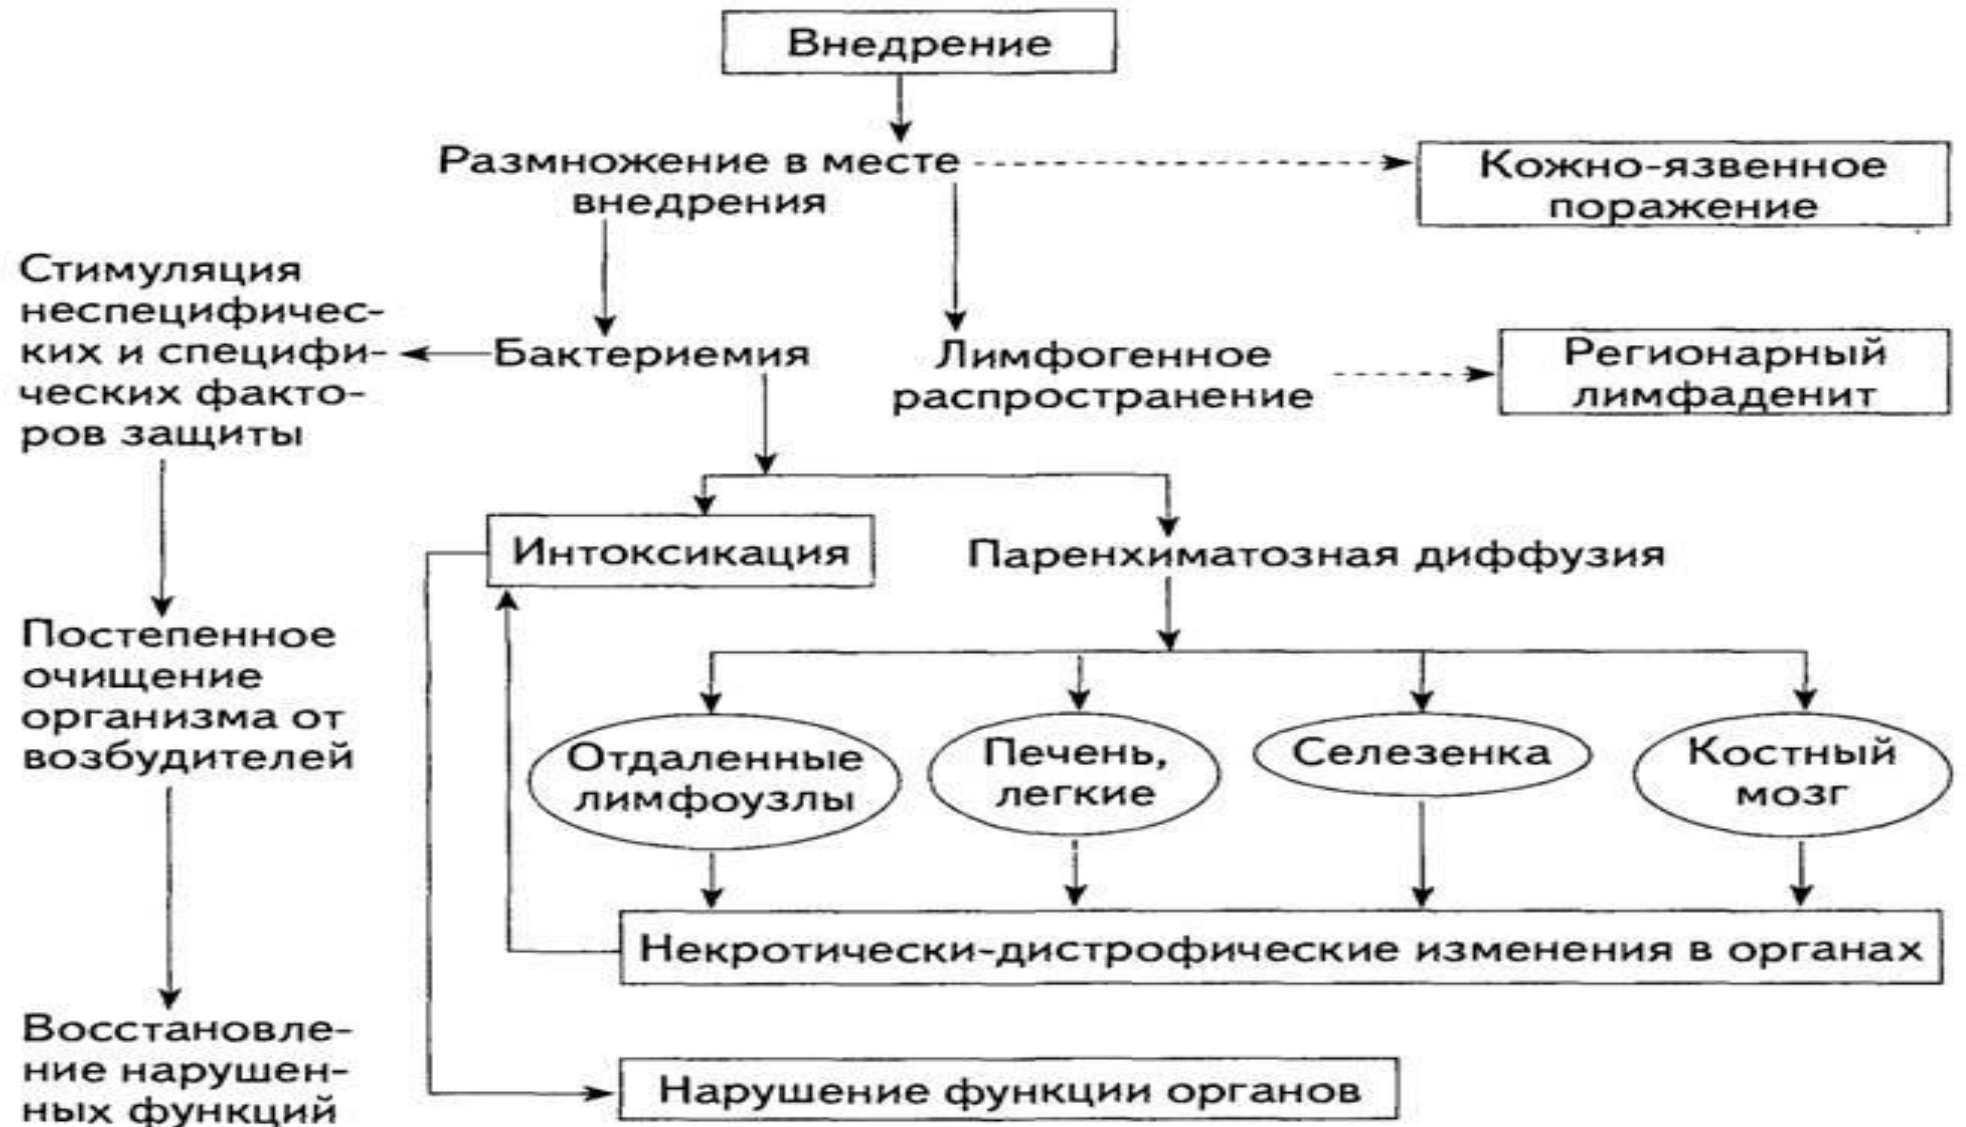 Внедрение
Размножение в месте
внедрения
Кожно-язвенное
поражение
Стимуляция
неспецифичес-
ких и специфи-
ческих факто-
ров защиты
Бактериемия
Лимфогенное
распространение
Регионарный
лимфаденит
Интоксикация
Паренхиматозная диффузия
Постепенное
очищение
организма от
возбудителей
Отдаленные
лимфоузлы
Печень,
легкие
Селезенка
Костный
мозг
Некротически-дистрофические изменения в органах
Восстановле-
ние нарушен-
ных функций
Нарушение функции органов